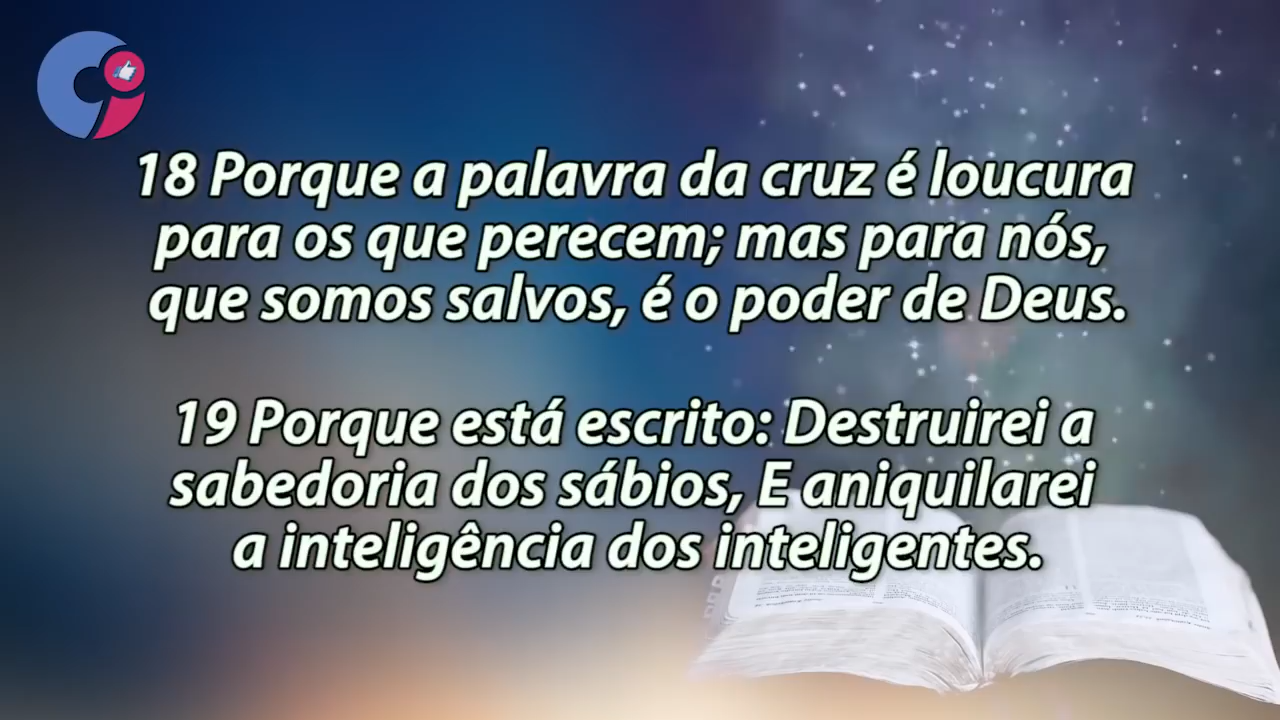 18 Porque a palavra da cruz é loucura
para os que perecem; mas para nós,
que somos salvos, é o poder de Deus.
19 Porque está escrito: Destruirei a
sabedoria dos sábios, E aniquilarei
a inteligência dos inteligentes.